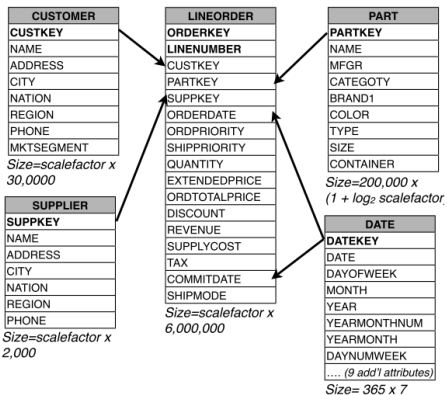 CUSTOMER
CUSTKEY
NAME
ADDRESS
CITY
NATION
REGION
PHONE
MKTSEGMENT
Size=scalefactor x
30,0000
SUPPLIER
SUPPKEY
NAME
ADDRESS
CITY
NATION
REGION
PHONE
Size=scalefactor x
2,000
LINEORDER
ORDERKEY
LINENUMBER
CUSTKEY
PARTKEY
SUPPKEY
ORDERDATE
ORDPRIORITY
SHIPPRIORITY
QUANTITY
EXTENDEDPRICE
ORDTOTALPRICE
DISCOUNT
REVENUE
SUPPLYCOST
TAX
COMMITDATE
SHIPMODE
Size=scalefactor x
6,000,000
PART
PARTKEY
NAME
MFGR
CATEGOTY
BRAND1
COLOR
TYPE
SIZE
CONTAINER
Size=200,000 x
(1 + log₂ scalefactor)
DATE
DATEKEY
DATE
DAYOFWEEK
MONTH
YEAR
YEARMONTHNUM
YEARMONTH
DAYNUMWEEK
.... (9 add'l attributes)
Size= 365 x 7